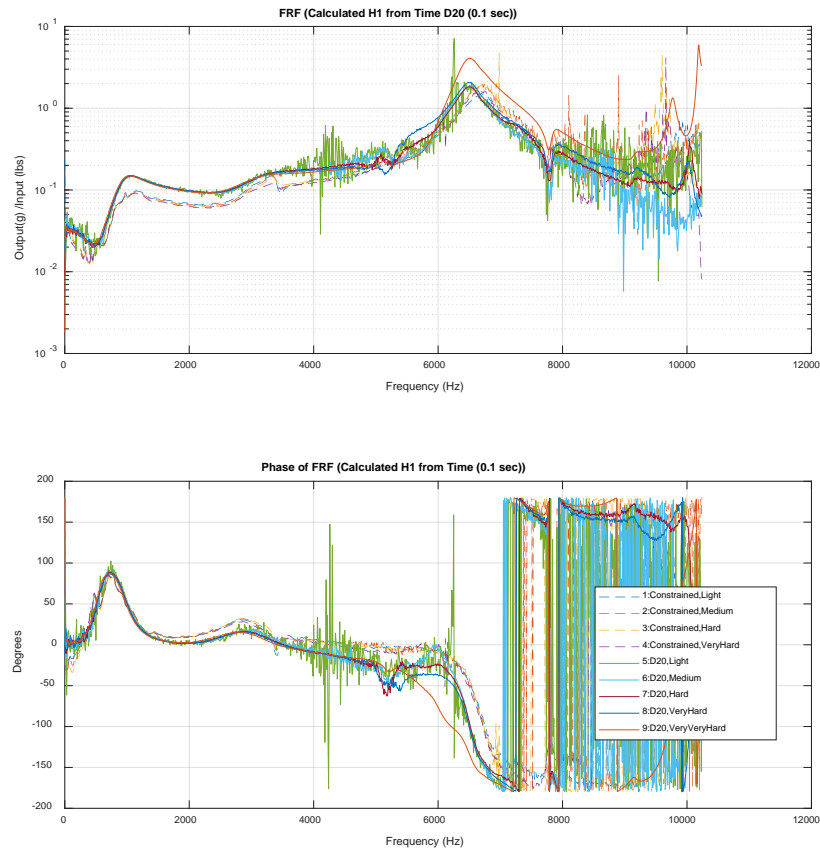 FRF (Calculated H1 from Time D20 (0.1 sec))
10 1
10 0
10 -1
10 -2
10 -3
Output(g) /Input (lbs)
0 2000 4000 6000 8000 10000 12000
Frequency (Hz)
Phase of FRF (Calculated H1 from Time (0.1 sec))
200
150
100
50
0
-50
-100
-150
-200
Degrees
1:Constrained,Light
2:Constrained,Medium
3:Constrained,Hard
4:Constrained,VeryHard
5:D20,Light
6:D20,Medium
7:D20,Hard
8:D20,VeryHard
9:D20,VeryVeryHard
0 2000 4000 6000 8000 10000 12000
Frequency (Hz)